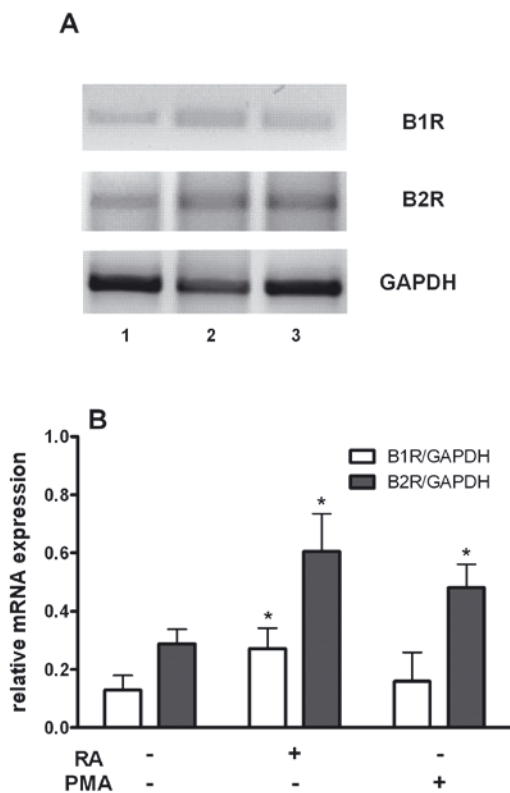 A
B1R
B2R
GAPDH
1 2 3
B
1.0
0.8
0.6
0.4
0.2
0.0
relative mRNA expression
B1R/GAPDH
B2R/GAPDH
*
*
*
RA - + -
PMA - - +